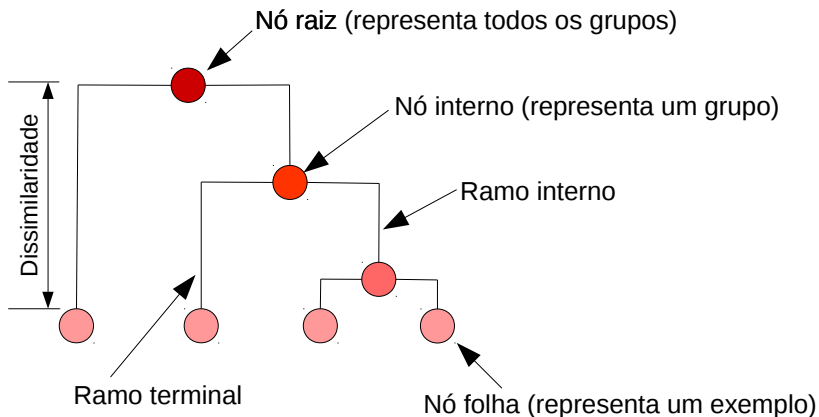 Nó raiz (representa todos os grupos)
Nó interno (representa um grupo)
Ramo interno
Dissimilaridade
Ramo terminal
Nó folha (representa um exemplo)